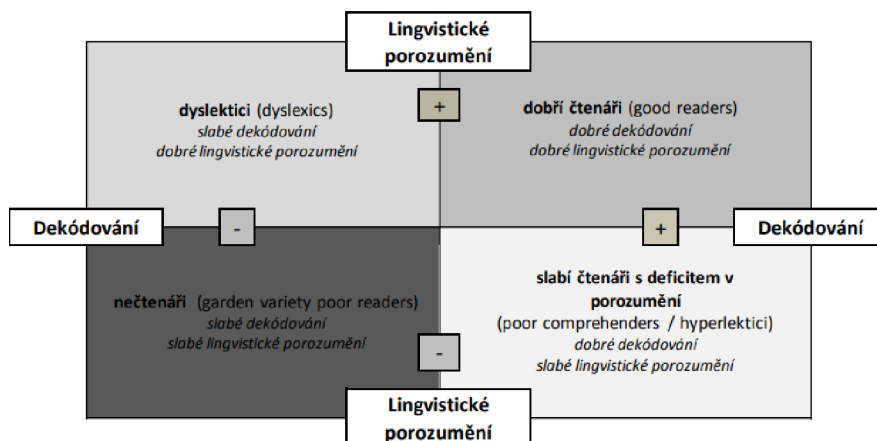 Lingvistické
porozumění
dyslektici (dyslexics)
slabé dekódování
dobré lingvistické porozumění
+
dobří čtenáři (good readers)
dobré dekódování
dobré lingvistické porozumění
Dekódování
-
+
Dekódování
nečtenáři (garden variety poor readers)
slabé dekódování
slabé lingvistické porozumění
-
slabí čtenáři s deficitem v
porozumění
(poor comprehenders / hyperlektici)
dobré dekódování
slabé lingvistické porozumění
Lingvistické
porozumění